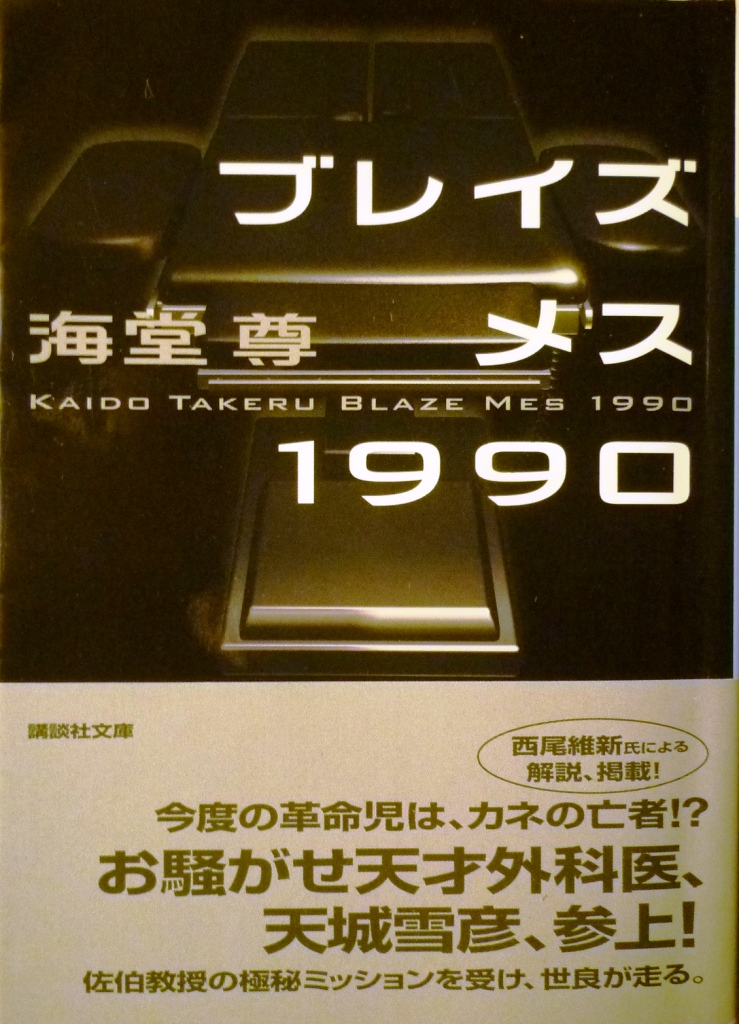 ブレイズ
海堂 尊 メス
KAIDO TAKERU BLAZE MES 1990
1990
講談社文庫
西尾維新氏による
解説、掲載!
今度の革命児は、カネの亡者!?
お騒がせ天才外科医、
天城雪彦、参上!
佐伯教授の極秘ミッションを受け、世良が走る。